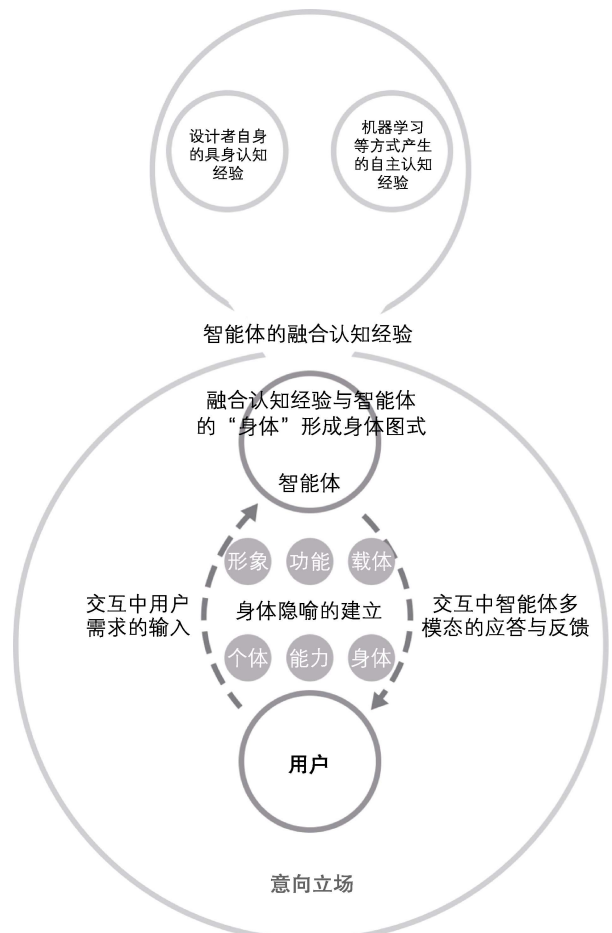 设计者自身
的具身认知
经验
机器学习
等方式产生
的自主认知
经验
智能体的融合认知经验
融合认知经验与智能体
的“身体”形成身体图式
智能体
形象 功能 载体
交互中用户
需求的输入
身体隐喻的建立
交互中智能体多
模态的应答与反馈
个体 能力 身体
用户
意向立场